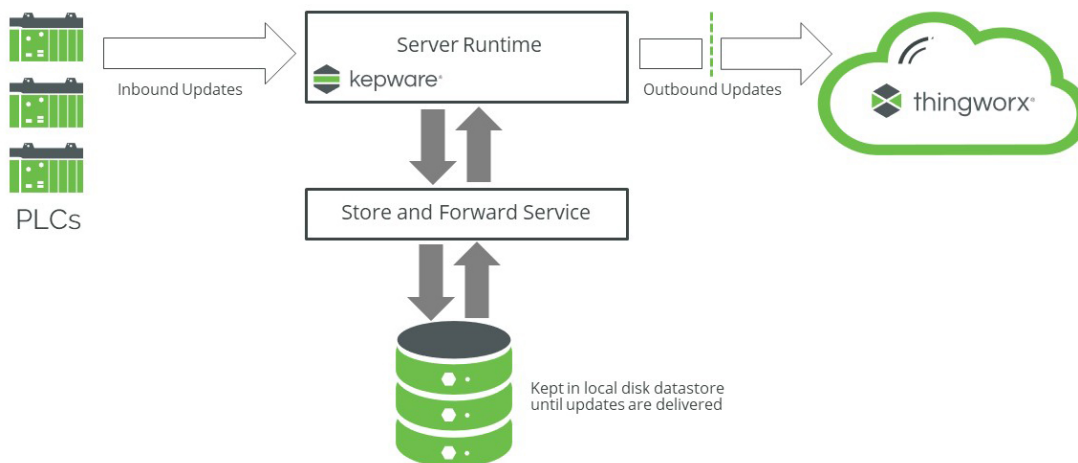 Server Runtime
kepware®
Inbound Updates
Outbound Updates
thingworx®
PLCs
Store and Forward Service
Kept in local disk datastore
until updates are delivered